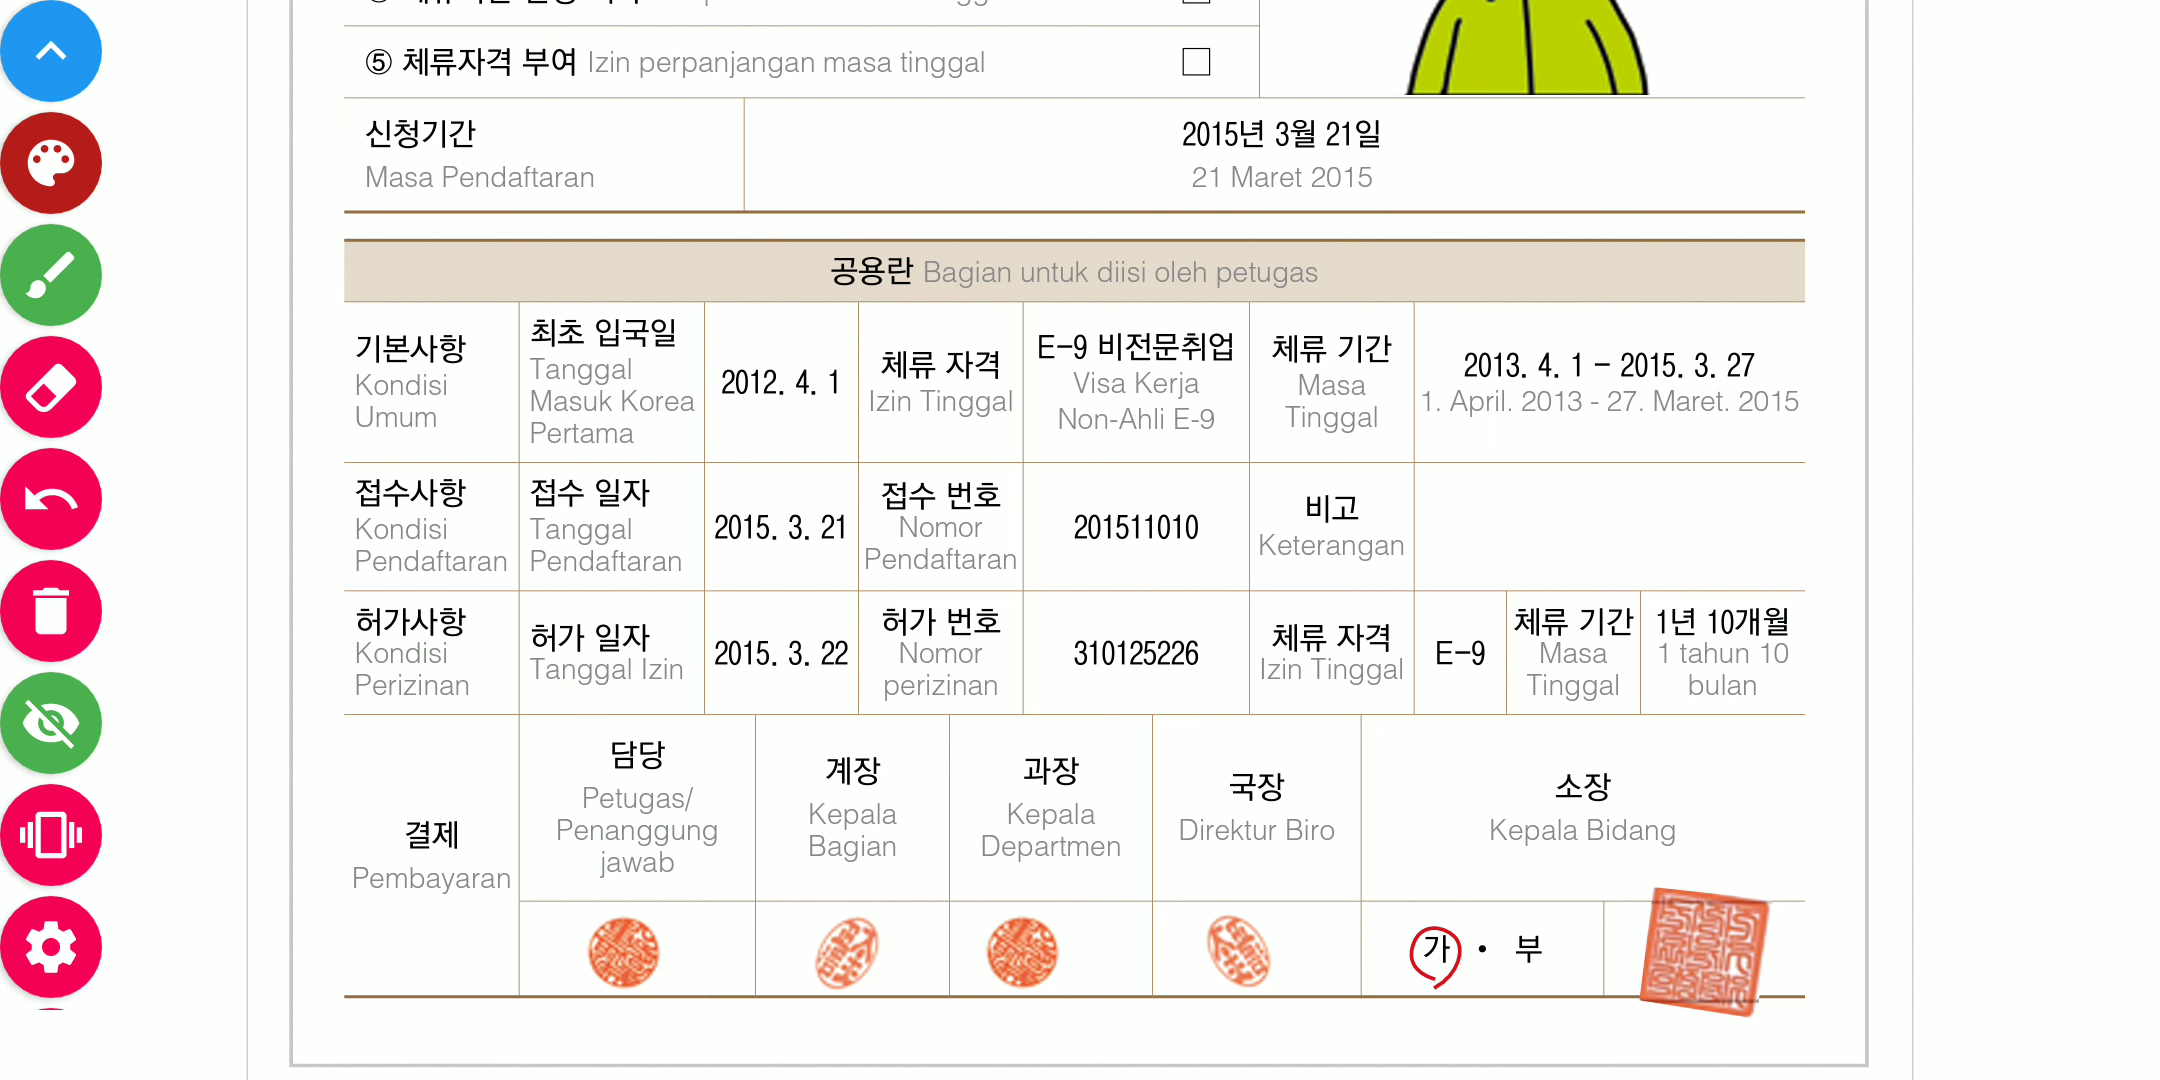 ⑤ 체류자격 부여 Izin perpanjangan masa tinggal
신청기간
Masa Pendaftaran
2015년 3월 21일
21 Maret 2015
공용란 Bagian untuk diisi oleh petugas
기본사항
Kondisi
Umum
최초 입국일
Tanggal
Masuk Korea
Pertama
2012. 4. 1
체류 자격
Izin Tinggal
E-9 비전문취업
Visa Kerja
Non-Ahli E-9
체류 기간
Masa
Tinggal
2013. 4. 1 - 2015. 3. 27
1. April. 2013 - 27. Maret. 2015
접수사항
Kondisi
Pendaftaran
접수 일자
Tanggal
Pendaftaran
2015. 3. 21
접수 번호
Nomor
Pendaftaran
201511010
비고
Keterangan
허가사항
Kondisi
Perizinan
허가 일자
Tanggal Izin
2015. 3. 22
허가 번호
Nomor
perizinan
310125226
체류 자격
Izin Tinggal
E-9
체류 기간
Masa
Tinggal
1년 10개월
1 tahun 10
bulan
결제
Pembayaran
담당
Petugas/
Penanggung
jawab
계장
Kepala
Bagian
과장
Kepala
Departmen
국장
Direktur Biro
소장
Kepala Bidang
가 • 부